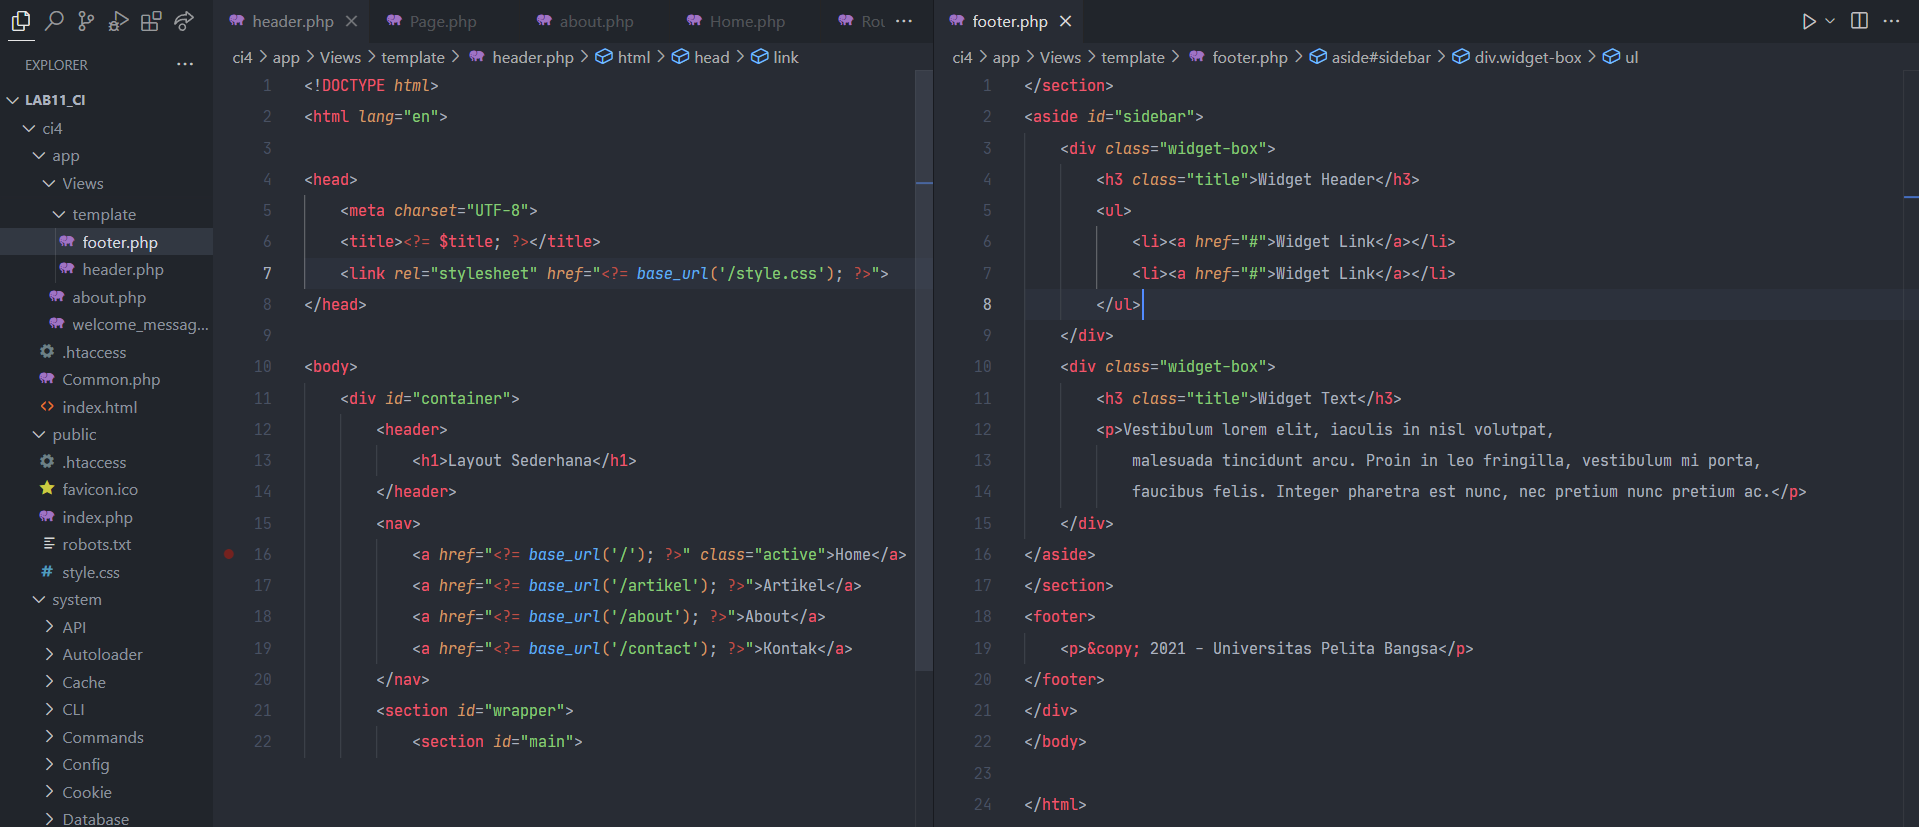 header.php
Page.php
about.php
Home.php
Rou
footer.php
EXPLORER
LAB11_CI
ci4
app
Views
template
footer.php
header.php
about.php
welcome_messag...
.htaccess
Common.php
index.html
public
.htaccess
favicon.ico
index.php
robots.txt
style.css
system
API
Autoloader
Cache
CLI
Commands
Config
Cookie
Database
ci4 > app > Views > template > header.php > html > head > link
1 <!DOCTYPE html>
2 <html lang="en">
3
4 <head>
5 <meta charset="UTF-8">
6 <title><?= $title; ?></title>
7 <link rel="stylesheet" href="<?= base_url('/style.css'); ?>">
8 </head>
9
10 <body>
11 <div id="container">
12 <header>
13 <h1>Layout Sederhana</h1>
14 </header>
15 <nav>
16 <a href="<?= base_url('/'); ?>" class="active">Home</a>
17 <a href="<?= base_url('/artikel'); ?>">Artikel</a>
18 <a href="<?= base_url('/about'); ?>">About</a>
19 <a href="<?= base_url('/contact'); ?>">Kontak</a>
20 </nav>
21 <section id="wrapper">
22 <section id="main">
ci4 > app > Views > template > footer.php > aside#sidebar > div.widget-box > ul
1 </section>
2 <aside id="sidebar">
3 <div class="widget-box">
4 <h3 class="title">Widget Header</h3>
5 <ul>
6 <li><a href="#">Widget Link</a></li>
7 <li><a href="#">Widget Link</a></li>
8 </ul>
9 </div>
10 <div class="widget-box">
11 <h3 class="title">Widget Text</h3>
12 <p>Vestibulum lorem elit, iaculis in nisl volutpat,
13 malesuada tincidunt arcu. Proin in leo fringilla, vestibulum mi porta,
14 faucibus felis. Integer pharetra est nunc, nec pretium nunc pretium ac.</p>
15 </div>
16 </aside>
17 </section>
18 <footer>
19 <p>&copy; 2021 - Universitas Pelita Bangsa</p>
20 </footer>
21 </div>
22 </body>
23
24 </html>